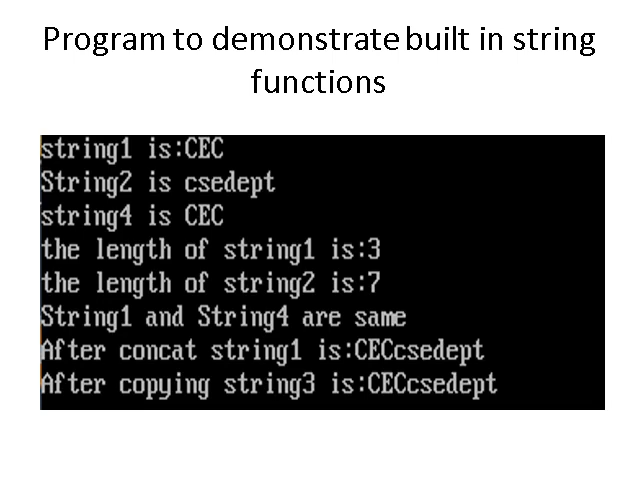 Program to demonstrate built in string
functions
string1 is:CEC
String2 is csedept
string4 is CEC
the length of string1 is:3
the length of string2 is:7
String1 and String4 are same
After concat string1 is:CECcsedept
After copying string3 is:CECcsedept